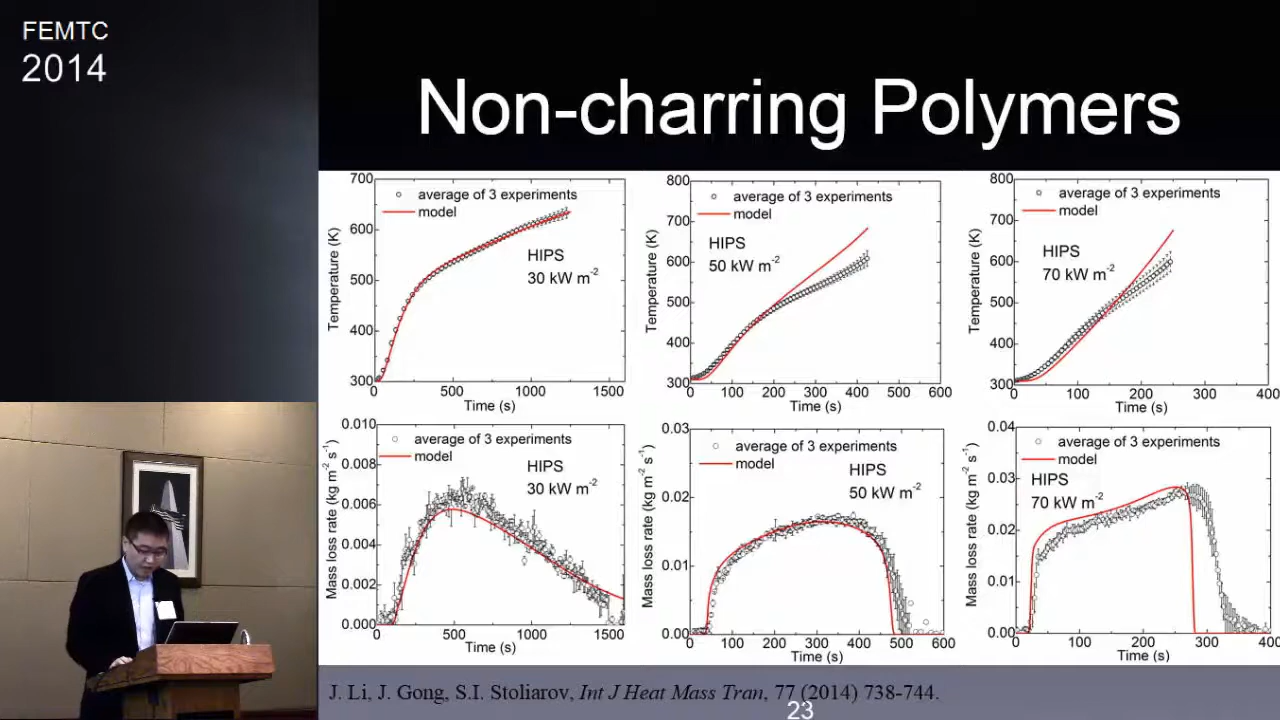 FEMTC
2014
Non-charring Polymers
700
600
500
400
300
0
500
1000
1500
Temperature (K)
Time (s)
average of 3 experiments
model
HIPS
30 kW m-2
800
700
600
500
400
300
0
100
200
300
400
500
600
Temperature (K)
Time (s)
average of 3 experiments
model
HIPS
50 kW m-2
800
700
600
500
400
300
0
100
200
300
400
Temperature (K)
Time (s)
average of 3 experiments
model
HIPS
70 kW m-2
0.010
0.008
0.006
0.004
0.002
0.000
0
500
1000
1500
Mass loss rate (kg m-2 s-1)
Time (s)
average of 3 experiments
model
HIPS
30 kW m-2
0.03
0.02
0.01
0.00
0
100
200
300
400
500
600
Mass loss rate (kg m-2 s-1)
Time (s)
average of 3 experiments
model
HIPS
50 kW m-2
0.04
0.03
0.02
0.01
0.00
0
100
200
300
400
Mass loss rate (kg m-2 s-1)
Time (s)
average of 3 experiments
model
HIPS
70 kW m-2
J. Li, J. Gong, S.I. Stoliarov, Int J Heat Mass Tran, 77 (2014) 738-744.
23